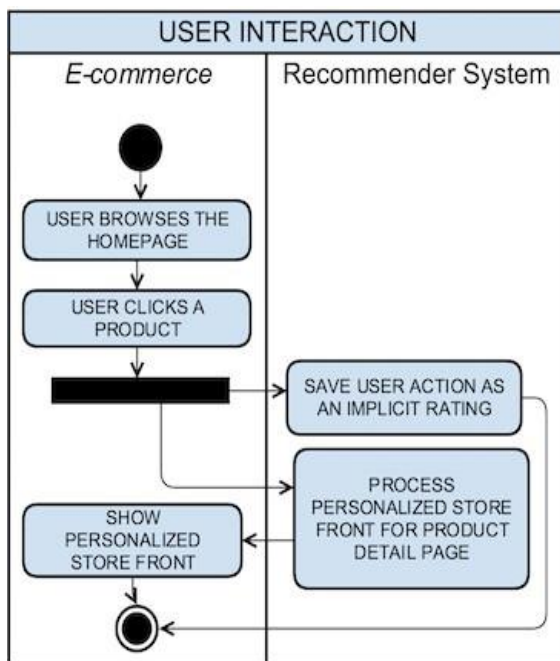 USER INTERACTION
E-commerce
Recommender System
USER BROWSES THE
HOMEPAGE
USER CLICKS A
PRODUCT
SAVE USER ACTION AS
AN IMPLICIT RATING
PROCESS
PERSONALIZED STORE
FRONT FOR PRODUCT
DETAIL PAGE
SHOW
PERSONALIZED
STORE FRONT